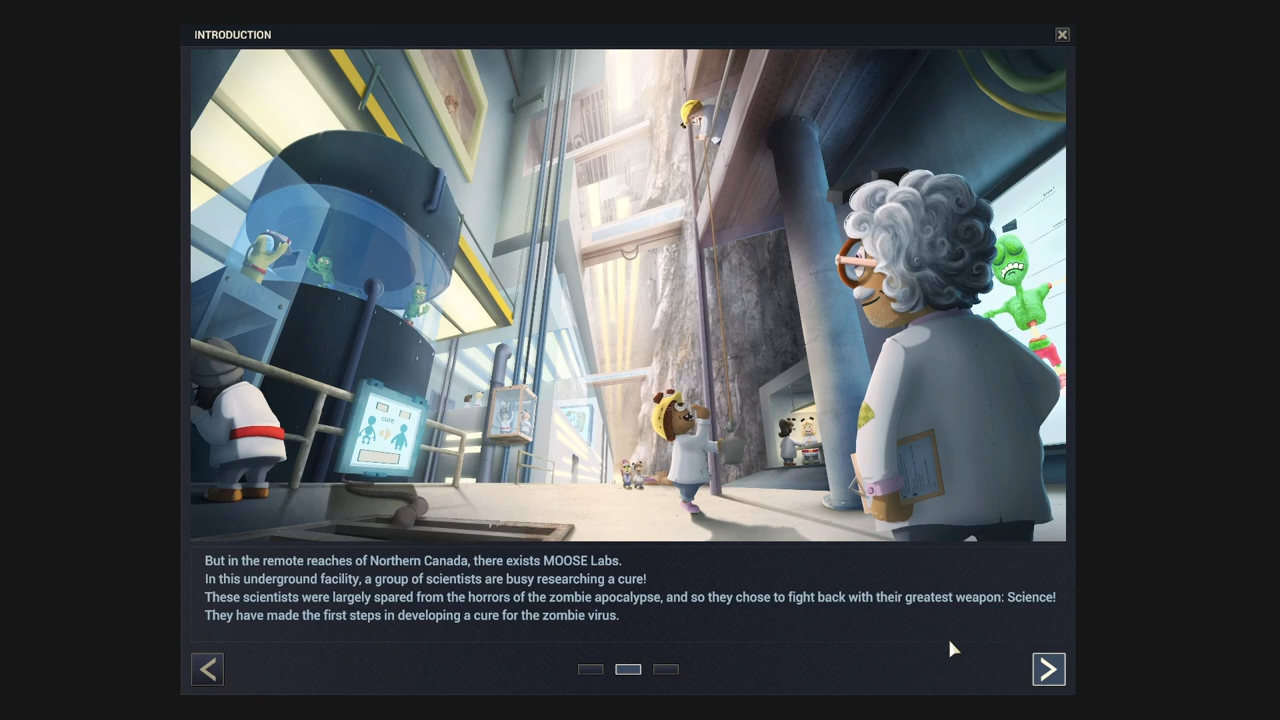 INTRODUCTION
CURE
But in the remote reaches of Northern Canada, there exists MOOSE Labs.
In this underground facility, a group of scientists are busy researching a cure!
These scientists were largely spared from the horrors of the zombie apocalypse, and so they chose to fight back with their greatest weapon: Science!
They have made the first steps in developing a cure for the zombie virus.